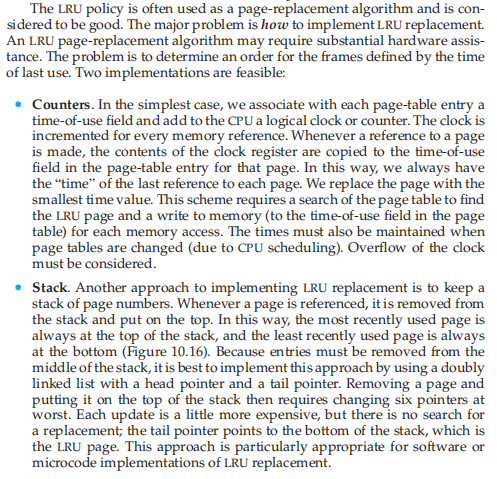 The LRU policy is often used as a page-replacement algorithm and is con-
sidered to be good. The major problem is how to implement LRU replacement.
An LRU page-replacement algorithm may require substantial hardware assis-
tance. The problem is to determine an order for the frames defined by the time
of last use. Two implementations are feasible:
• Counters. In the simplest case, we associate with each page-table entry a
time-of-use field and add to the CPU a logical clock or counter. The clock is
incremented for every memory reference. Whenever a reference to a page
is made, the contents of the clock register are copied to the time-of-use
field in the page-table entry for that page. In this way, we always have
the “time” of the last reference to each page. We replace the page with the
smallest time value. This scheme requires a search of the page table to find
the LRU page and a write to memory (to the time-of-use field in the page
table) for each memory access. The times must also be maintained when
page tables are changed (due to CPU scheduling). Overflow of the clock
must be considered.
• Stack. Another approach to implementing LRU replacement is to keep a
stack of page numbers. Whenever a page is referenced, it is removed from
the stack and put on the top. In this way, the most recently used page is
always at the top of the stack, and the least recently used page is always
at the bottom (Figure 10.16). Because entries must be removed from the
middle of the stack, it is best to implement this approach by using a doubly
linked list with a head pointer and a tail pointer. Removing a page and
putting it on the top of the stack then requires changing six pointers at
worst. Each update is a little more expensive, but there is no search for
a replacement; the tail pointer points to the bottom of the stack, which is
the LRU page. This approach is particularly appropriate for software or
microcode implementations of LRU replacement.